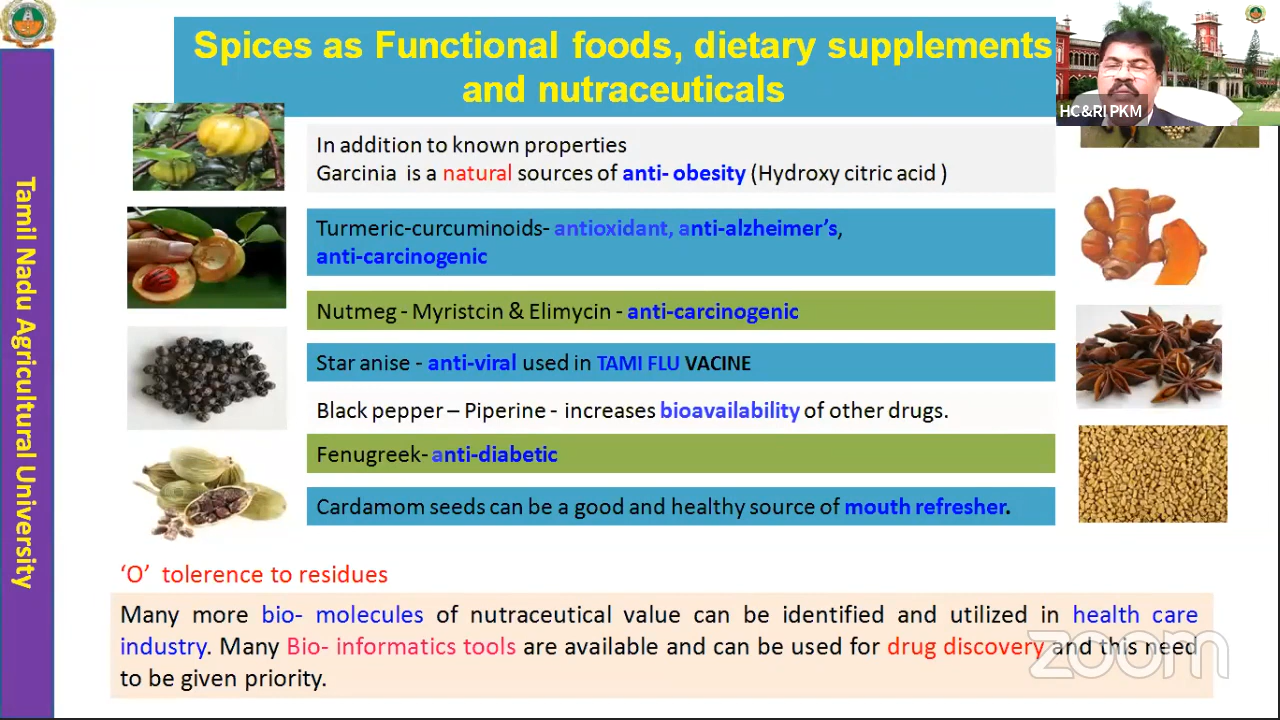 Spices as Functional foods, dietary supplements
and nutraceuticals
HC&RI PKM
Tamil Nadu Agricultural University
In addition to known properties
Garcinia is a natural sources of anti- obesity (Hydroxy citric acid )
Turmeric-curcuminoids- antioxidant, anti-alzheimer's,
anti-carcinogenic
Nutmeg - Myristcin & Elimycin - anti-carcinogenic
Star anise - anti-viral used in TAMI FLU VACINE
Black pepper – Piperine - increases bioavailability of other drugs.
Fenugreek- anti-diabetic
Cardamom seeds can be a good and healthy source of mouth refresher.
'O' tolerence to residues
Many more bio- molecules of nutraceutical value can be identified and utilized in health care
industry. Many Bio- informatics tools are available and can be used for drug discovery and this need
to be given priority.
zoom